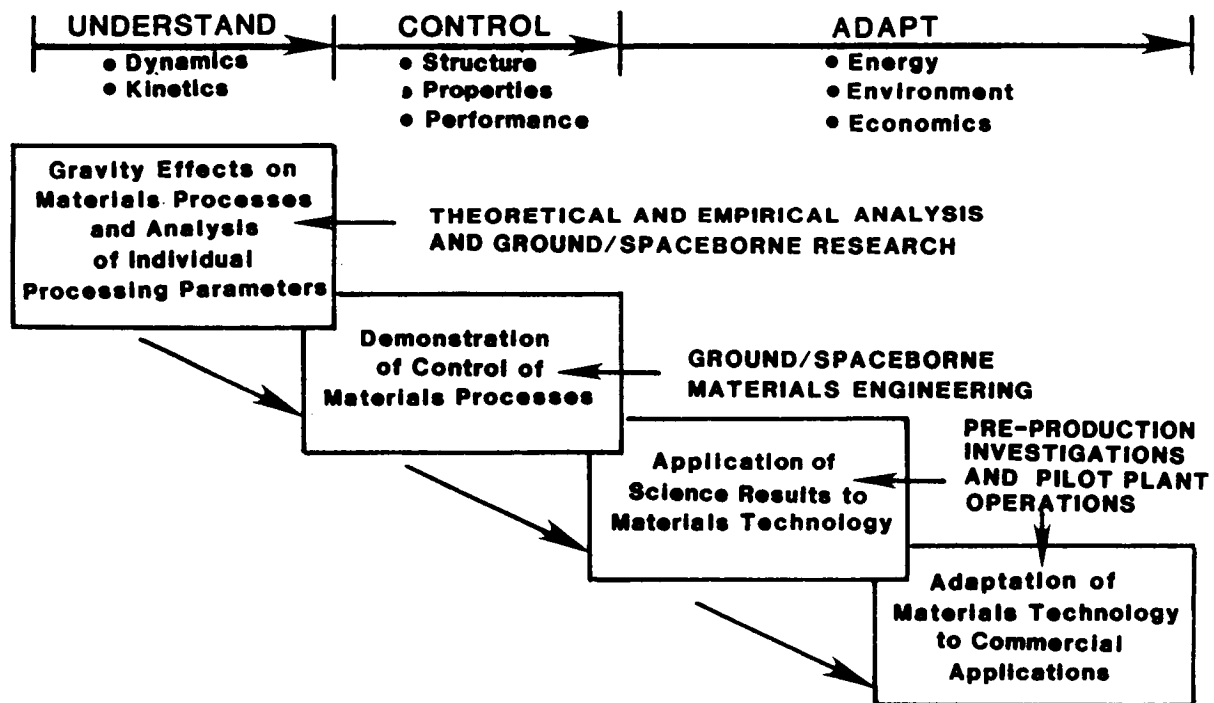 UNDERSTAND
• Dynamics
• Kinetics
CONTROL
• Structure
• Properties
• Performance
ADAPT
• Energy
• Environment
• Economics
Gravity Effects on
Materials Processes
and Analysis
of Individual
Processing Parameters
THEORETICAL AND EMPIRICAL ANALYSIS
AND GROUND/SPACEBORNE RESEARCH
Demonstration
of Control of
Materials Processes
GROUND/SPACEBORNE
MATERIALS ENGINEERING
Application of
Science Results to
Materials Technology
PRE-PRODUCTION
INVESTIGATIONS
AND PILOT PLANT
OPERATIONS
Adaptation of
Materials Technology
to Commercial
Applications